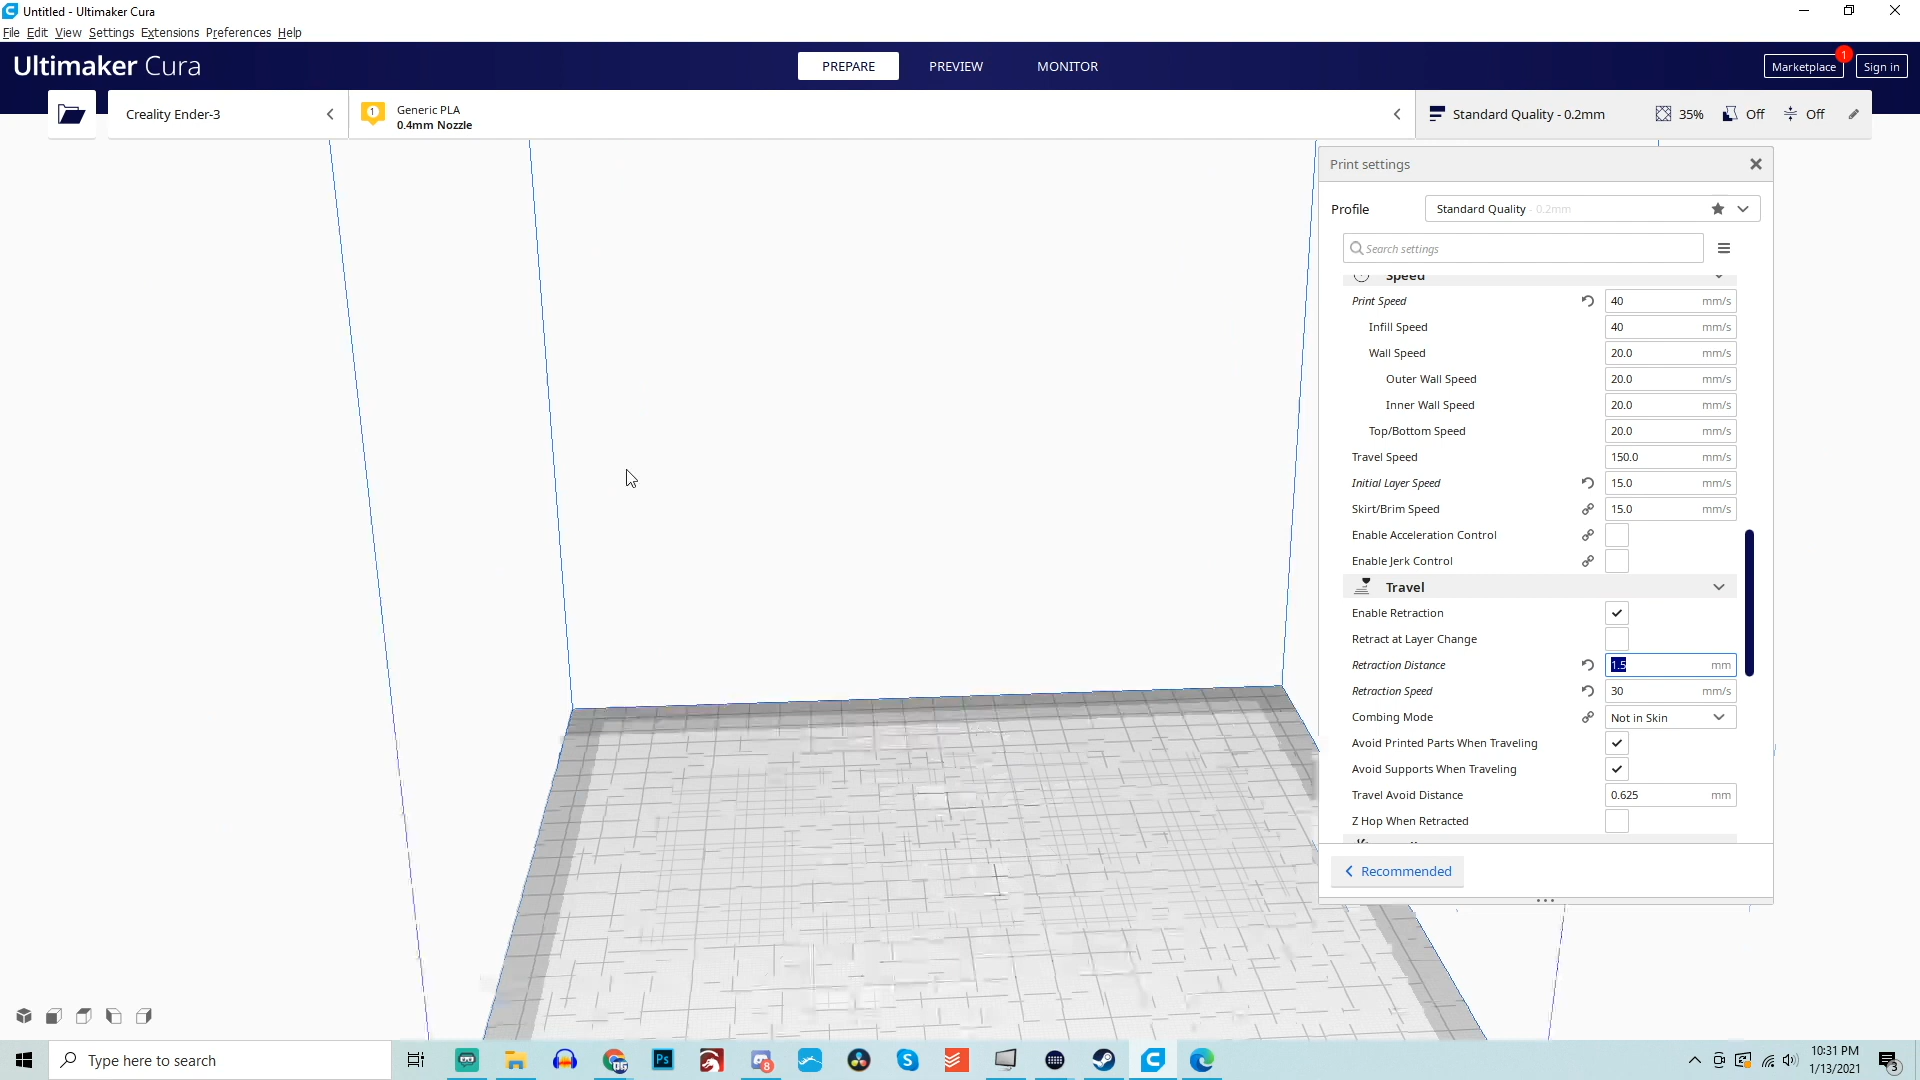 Untitled - Ultimaker Cura
File Edit View Settings Extensions Preferences Help
Ultimaker Cura
PREPARE
PREVIEW
MONITOR
Marketplace
1
Sign in
Creality Ender-3
1
Generic PLA
0.4mm Nozzle
Standard Quality - 0.2mm
35%
Off
Off
Print settings
Profile
Standard Quality - 0.2mm
Search settings
Speed
Print Speed 40 mm/s
Infill Speed 40 mm/s
Wall Speed 20.0 mm/s
Outer Wall Speed 20.0 mm/s
Inner Wall Speed 20.0 mm/s
Top/Bottom Speed 20.0 mm/s
Travel Speed 150.0 mm/s
Initial Layer Speed 15.0 mm/s
Skirt/Brim Speed 15.0 mm/s
Enable Acceleration Control
Enable Jerk Control
Travel
Enable Retraction
Retract at Layer Change
Retraction Distance 1.5 mm
Retraction Speed 30 mm/s
Combing Mode Not in Skin
Avoid Printed Parts When Traveling
Avoid Supports When Traveling
Travel Avoid Distance 0.625 mm
Z Hop When Retracted
Recommended
Type here to search
Ps
8
10:31 PM
1/13/2021
3